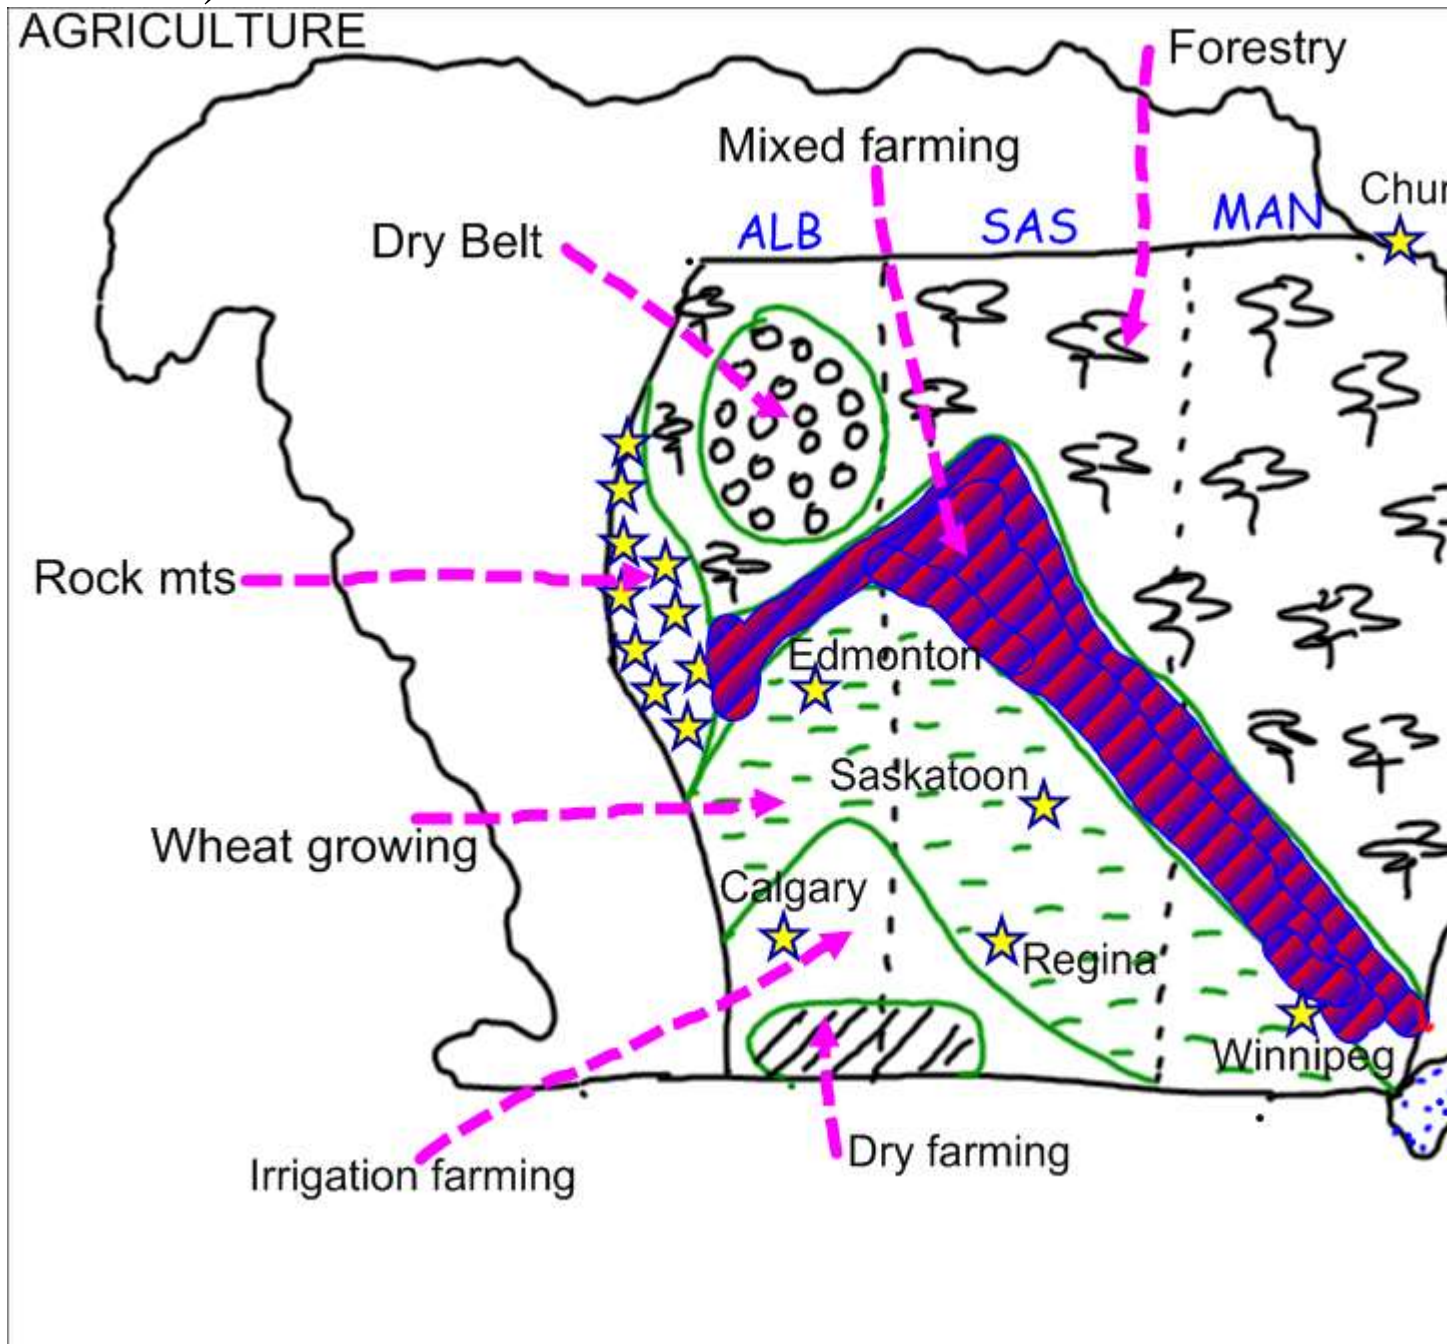 AGRICULTURE
Forestry
Mixed farming
Chur
Dry Belt
ALB
SAS
MAN
Rock mts
Edmonton
Saskatoon
Wheat growing
Calgary
Regina
Winnipeg
Irrigation farming
Dry farming